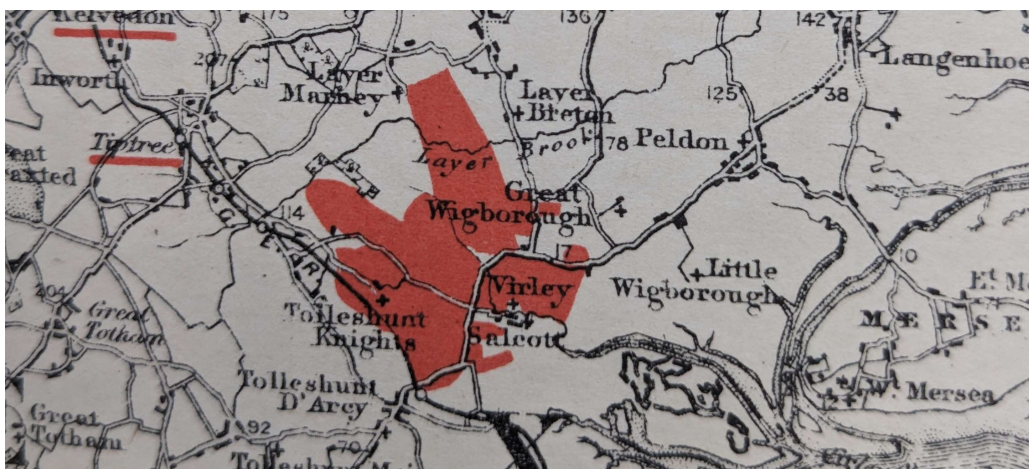 Kelvedon
175
136
142
Langenhoe
Inworth
207
Layer
Marney
Layer
Breton
125
38
Tiptree
Layer
Brook
78
Peldon
Great
Wigborough
114
17
10
Virley
Little
Wigborough
204
Great
Totham
Tolleshunt
Knights
Salcott
MERSE
Tolleshunt
D'Arcy
Wt. Mersea
Great
Totham
92
70
Tolleshunt